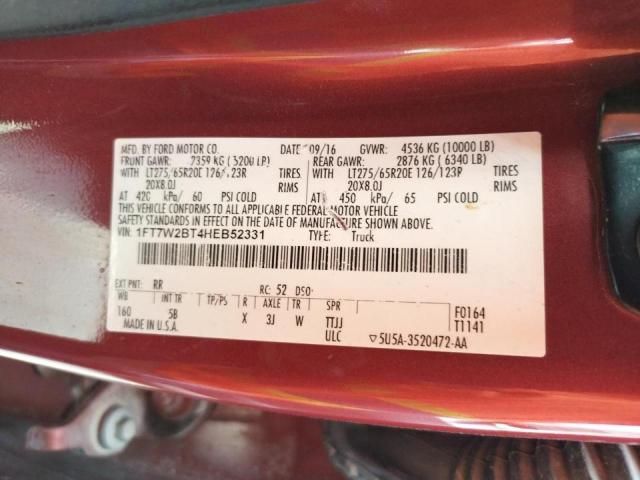 MFD. BY FORD MOTOR CO. DATE: 09/16 GVWR: 4536 KG (10000 LB)
FRONT GAWR: 2359 KG (5200 LB) REAR GAWR: 2876 KG (6340 LB)
WITH LT275/65R20E 126/123R TIRES WITH LT275/65R20E 126/123R TIRES
20X8.0J RIMS 20X8.0J RIMS
AT 420 kPa/ 60 PSI COLD AT 450 kPa/ 65 PSI COLD
THIS VEHICLE CONFORMS TO ALL APPLICABLE FEDERAL MOTOR VEHICLE
SAFETY STANDARDS IN EFFECT ON THE DATE OF MANUFACTURE SHOWN ABOVE.
VIN: 1FT7W2BT4HEB52331 TYPE: Truck
EXT PNT: RR RC: 52 DSO:
WB INT TR TP/PS R AXLE TR SPR F0164
160 5B X 3J W TTJJ T1141
MADE IN U.S.A. ULC 5U5A-3520472-AA